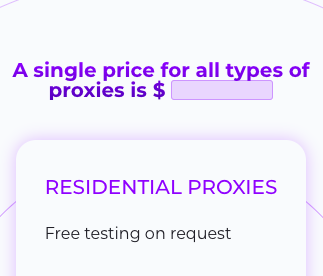 A single price for all types of
proxies is $
RESIDENTIAL PROXIES
Free testing on request